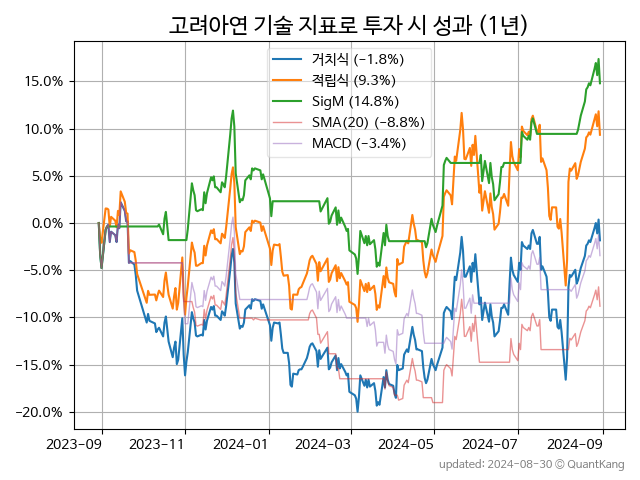 고려아연 기술 지표로 투자 시 성과 (1년)
거치식 (−1.8%)
적립식 (9.3%)
SigM (14.8%)
SMA(20) (−8.8%)
MACD (−3.4%)
15.0%
10.0%
5.0%
0.0%
−5.0%
−10.0%
−15.0%
−20.0%
2023-09 2023-11 2024-01 2024-03 2024-05 2024-07 2024-09
updated: 2024-08-30 © QuantKang